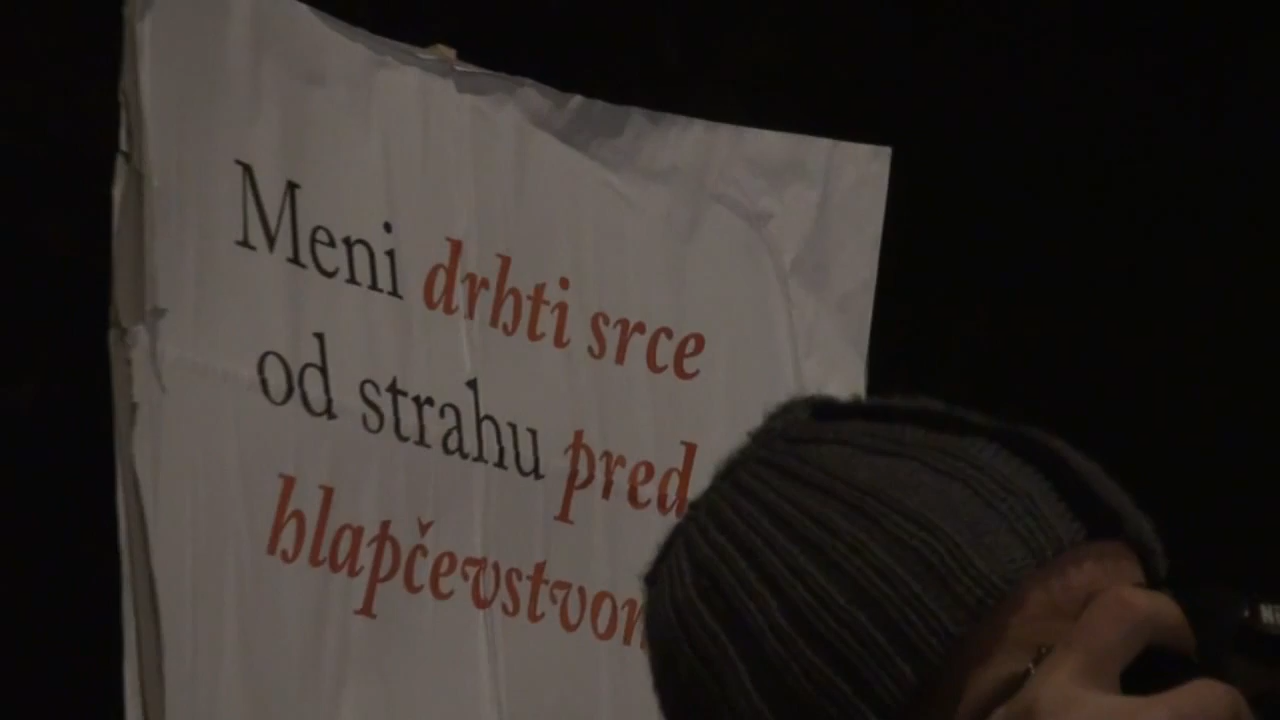 Meni drhti srce
od strahu pred
hlapčevstvom